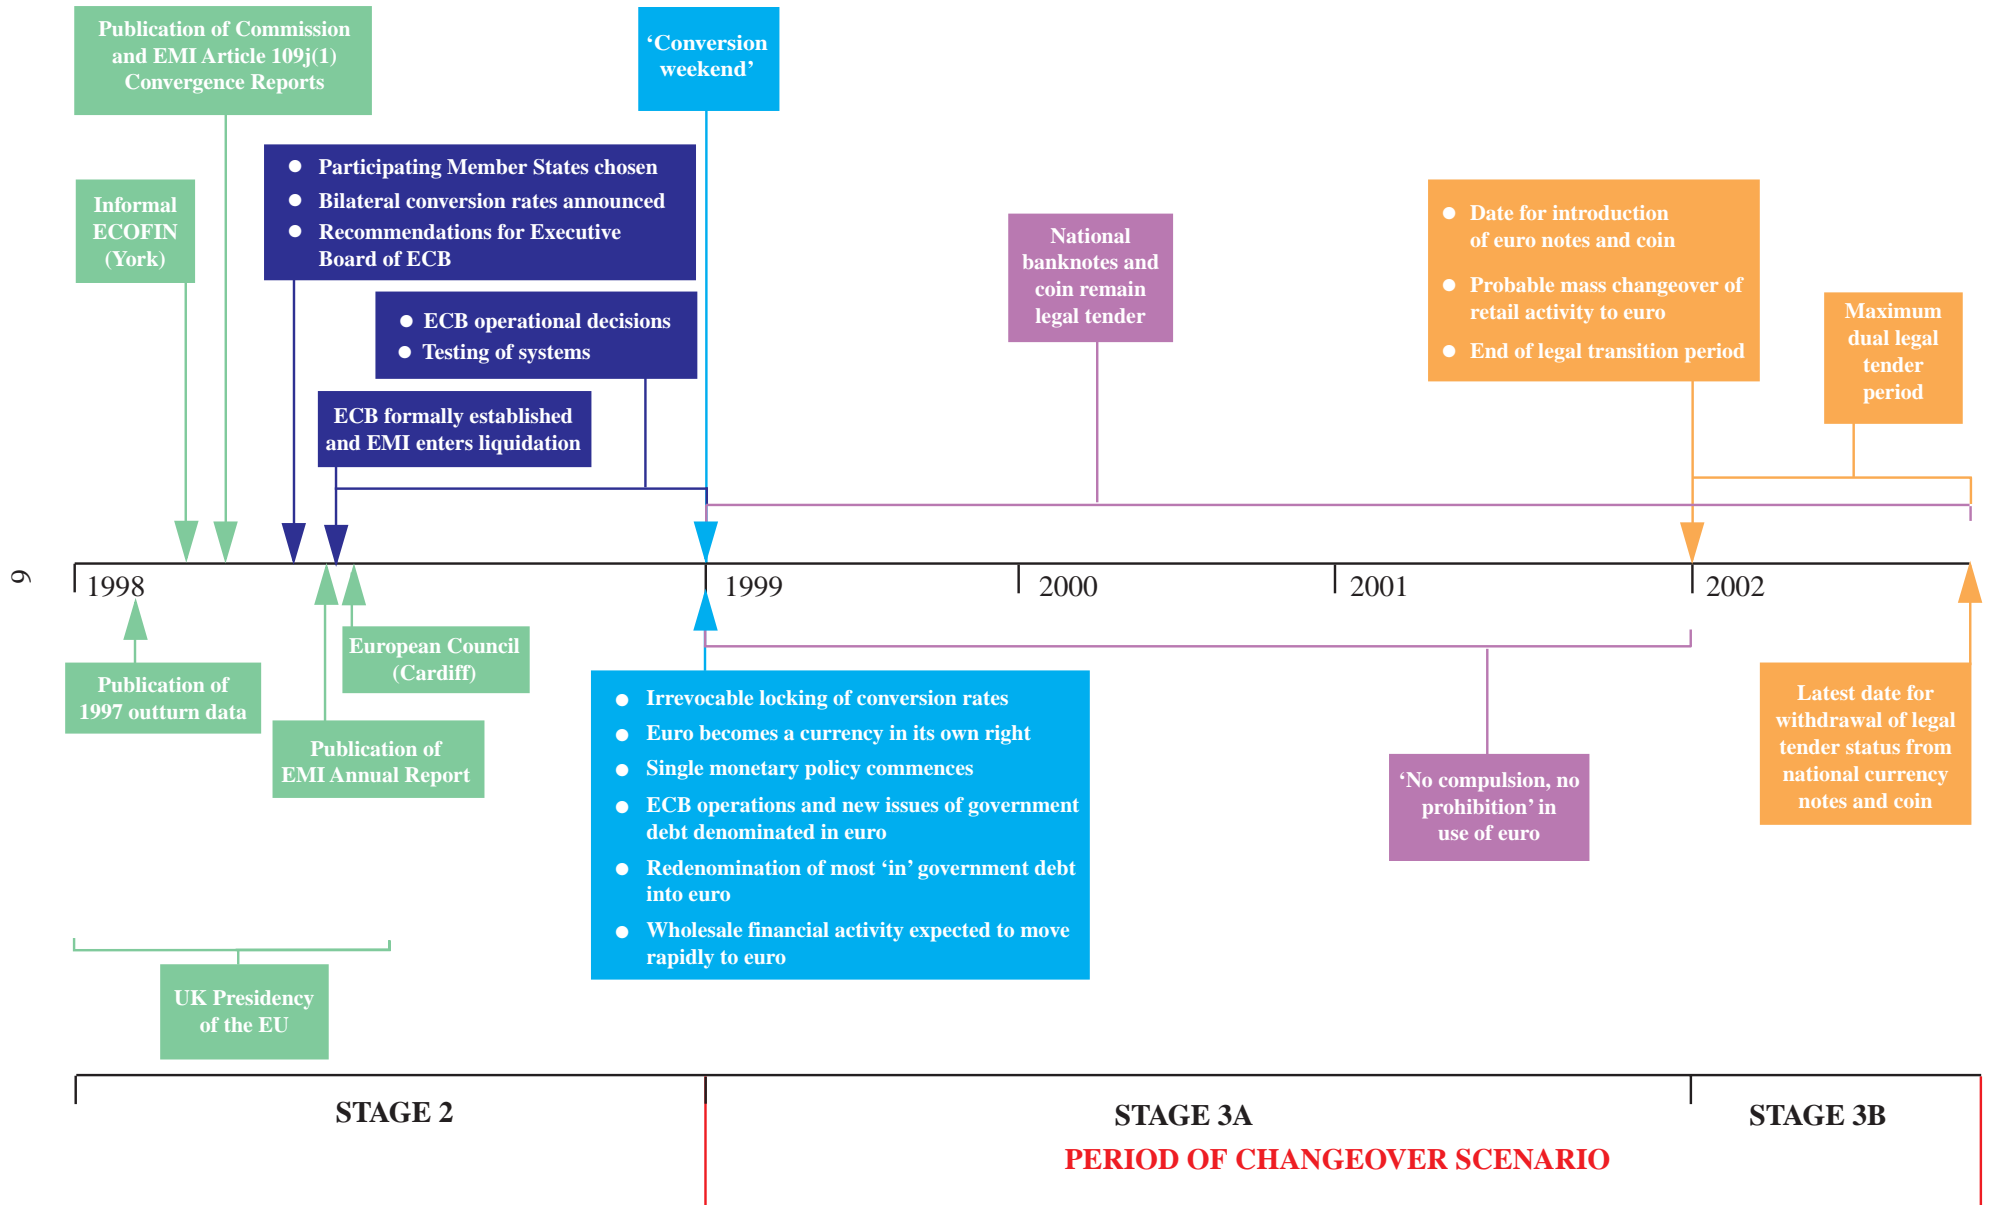 Publication of Commission
and EMI Article 109j(1)
Convergence Reports
‘Conversion
weekend’
● Participating Member States chosen
● Bilateral conversion rates announced
● Recommendations for Executive
Board of ECB
Informal
ECOFIN
(York)
● ECB operational decisions
● Testing of systems
ECB formally established
and EMI enters liquidation
National
banknotes and
coin remain
legal tender
● Date for introduction
of euro notes and coin
● Probable mass changeover of
retail activity to euro
● End of legal transition period
Maximum
dual legal
tender
period
9
1998
1999
2000
2001
2002
Publication of
1997 outturn data
European Council
(Cardiff)
Publication of
EMI Annual Report
● Irrevocable locking of conversion rates
● Euro becomes a currency in its own right
● Single monetary policy commences
● ECB operations and new issues of government
debt denominated in euro
● Redenomination of most ‘in’ government debt
into euro
● Wholesale financial activity expected to move
rapidly to euro
‘No compulsion, no
prohibition’ in
use of euro
Latest date for
withdrawal of legal
tender status from
national currency
notes and coin
UK Presidency
of the EU
STAGE 2
STAGE 3A
STAGE 3B
PERIOD OF CHANGEOVER SCENARIO